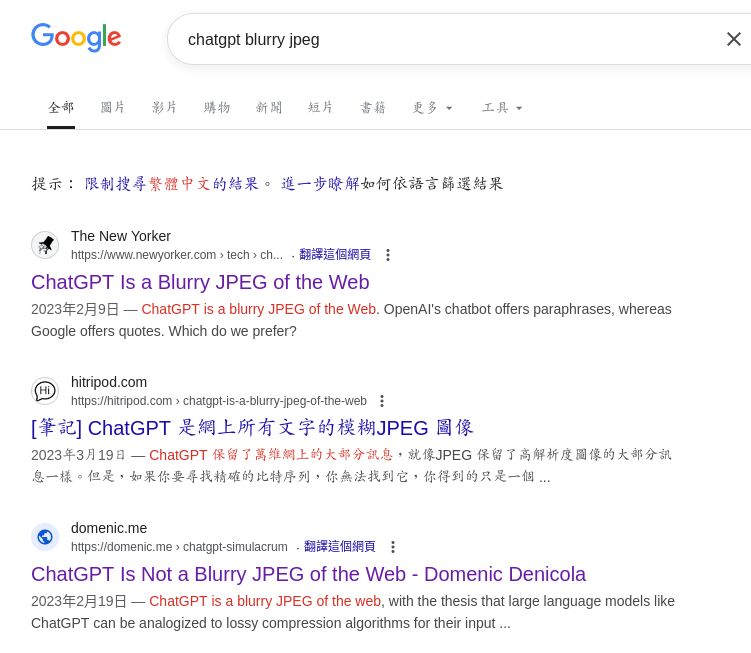 Google
chatgpt blurry jpeg
全部 圖片 影片 購物 新聞 短片 書籍 更多 工具
提示： 限制搜尋繁體中文的結果。 進一步瞭解如何依語言篩選結果
The New Yorker
https://www.newyorker.com › tech › ch... · 翻譯這個網頁
ChatGPT Is a Blurry JPEG of the Web
2023年2月9日 — ChatGPT is a blurry JPEG of the Web. OpenAI's chatbot offers paraphrases, whereas
Google offers quotes. Which do we prefer?
Hi
hitripod.com
https://hitripod.com › chatgpt-is-a-blurry-jpeg-of-the-web
[筆記] ChatGPT 是網上所有文字的模糊JPEG 圖像
2023年3月19日 — ChatGPT 保留了萬維網上的大部分訊息，就像JPEG 保留了高解析度圖像的大部分訊
息一樣。但是，如果你要尋找精確的比特序列，你無法找到它，你得到的只是一個 ...
domenic.me
https://domenic.me › chatgpt-simulacrum · 翻譯這個網頁
ChatGPT Is Not a Blurry JPEG of the Web - Domenic Denicola
2023年2月19日 — ChatGPT is a blurry JPEG of the web, with the thesis that large language models like
ChatGPT can be analogized to lossy compression algorithms for their input ...